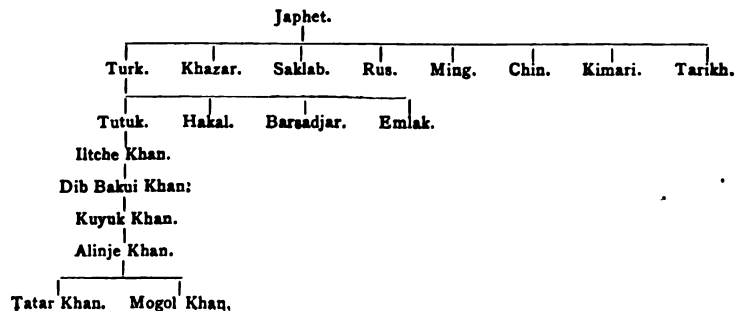 Japhet.
Turk. Khazar. Saklab. Rus. Ming. Chin. Kimari. Tarikh.
Tutuk. Hakal. Barsadjar. Emlak.
Iltche Khan.
Dib Bakui Khan:
Kuyuk Khan.
Alinje Khan.
Tatar Khan. Mogol Khan,